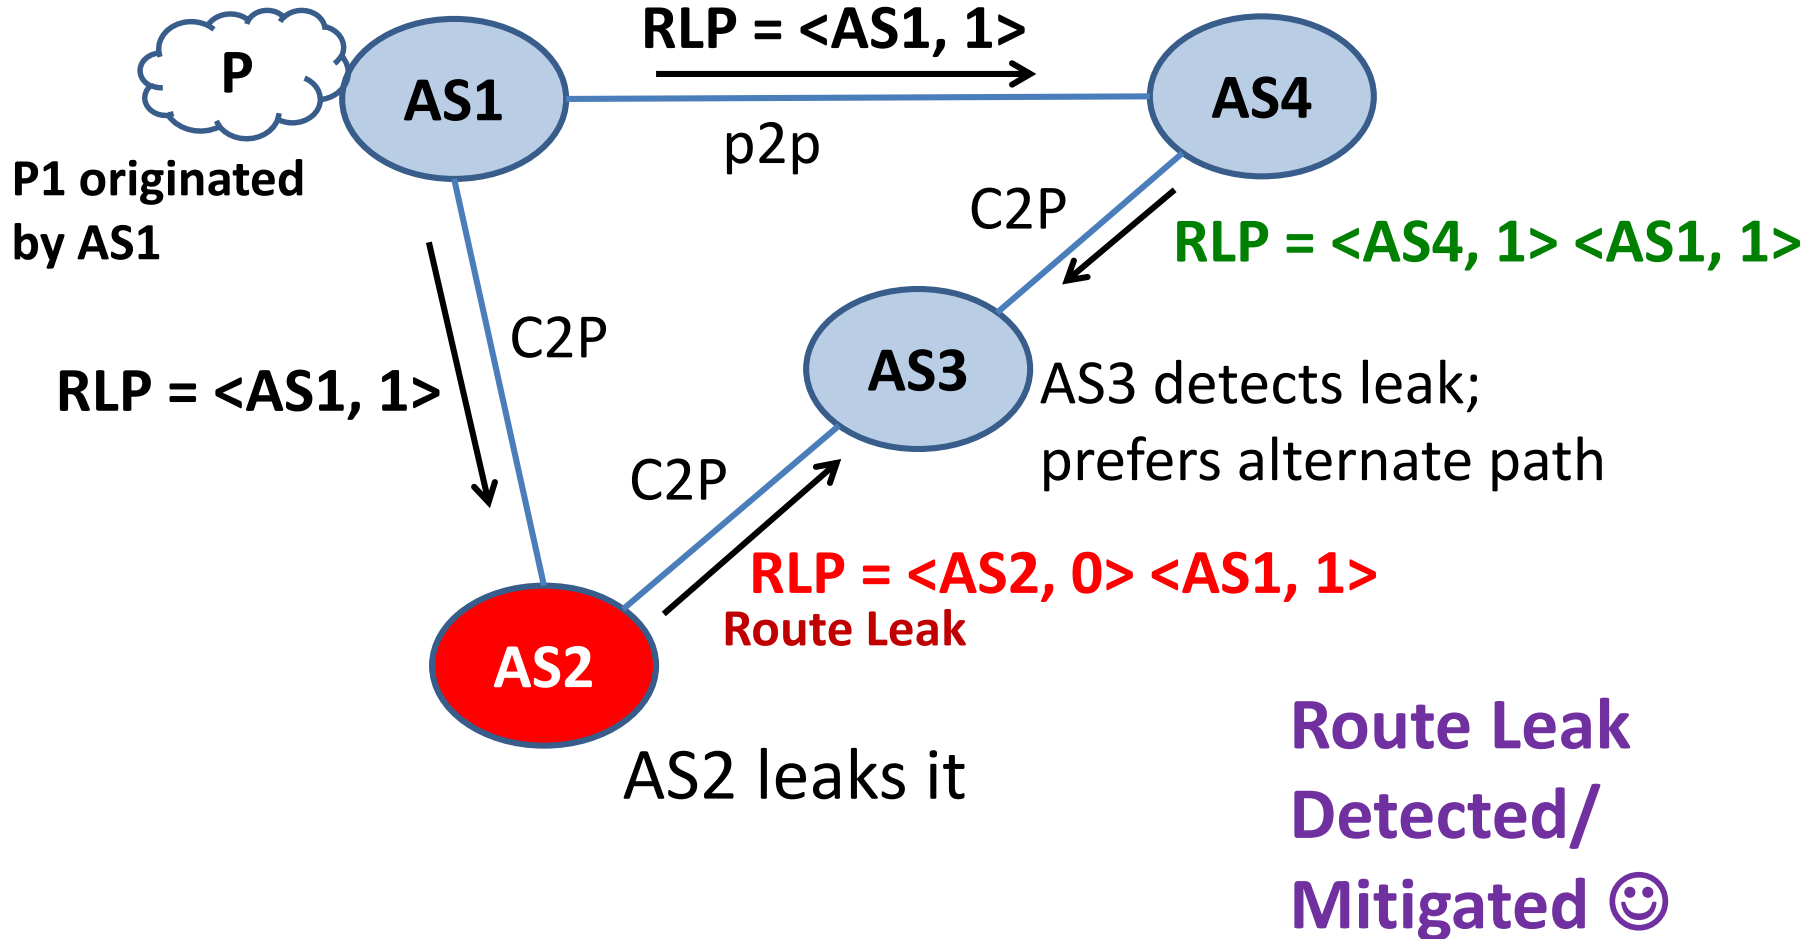 RLP = <AS1, 1>
P
AS1
AS4
p2p
P1 originated
by AS1
C2P
RLP = <AS4, 1> <AS1, 1>
C2P
RLP = <AS1, 1>
AS3
AS3 detects leak;
prefers alternate path
C2P
RLP = <AS2, 0> <AS1, 1>
Route Leak
AS2
AS2 leaks it
Route Leak
Detected/
Mitigated ☺